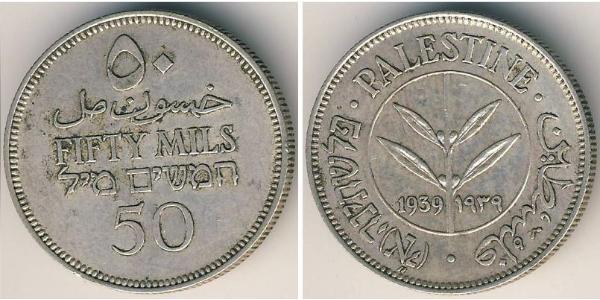 ٥٠
خمسون مل
FIFTY MILS
חמשים מיל
50
PALESTINE
فلسطين
פלשתינה (א״י)
1939 ١٩٣٩